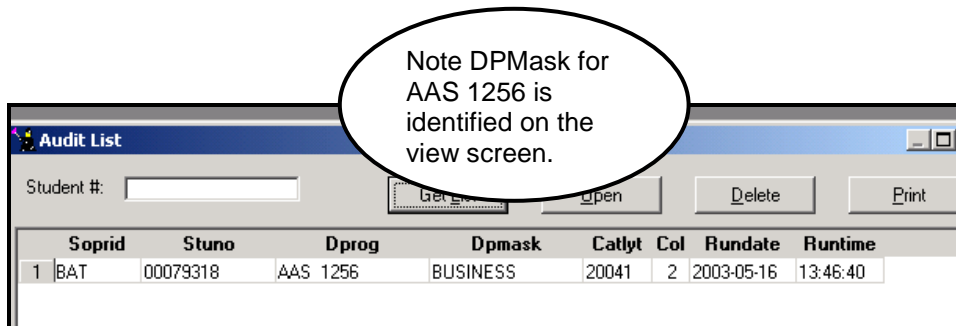 Note DPMask for
AAS 1256 is
identified on the
view screen.
Audit List
Student #:
Open
Delete
Print
Soprid Stuno Dprog Dpmask Catlyt Col Rundate Runtime
1 BAT 00079318 AAS 1256 BUSINESS 20041 2 2003-05-16 13:46:40